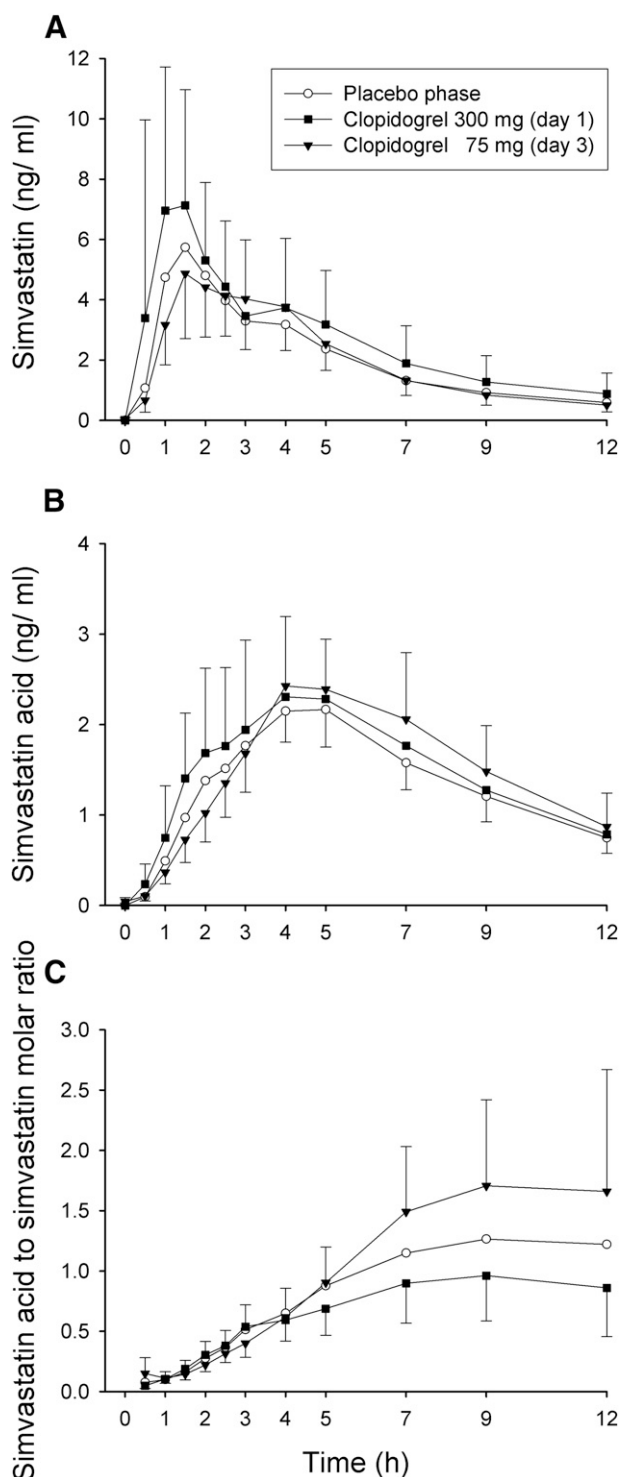 A
Simvastatin (ng/ ml)
12
10
8
6
4
2
0
Placebo phase
Clopidogrel 300 mg (day 1)
Clopidogrel 75 mg (day 3)
0 1 2 3 4 5 7 9 12
B
Simvastatin acid (ng/ ml)
4
3
2
1
0
0 1 2 3 4 5 7 9 12
C
Simvastatin acid to simvastatin molar ratio
3.0
2.5
2.0
1.5
1.0
0.5
0.0
0 1 2 3 4 5 7 9 12
Time (h)